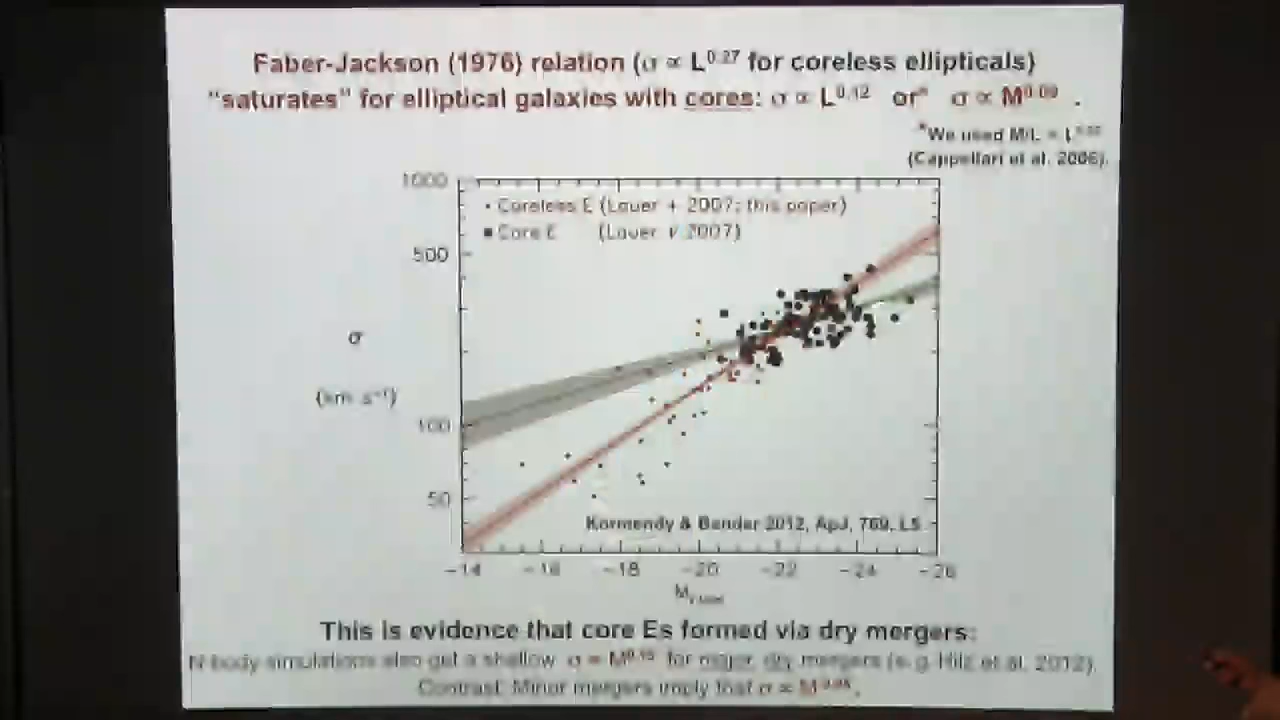 Faber-Jackson (1976) relation (σ ∝ L^0.27 for coreless ellipticals)
"saturates" for elliptical galaxies with cores: σ ∝ L^0.12 or* σ ∝ M
*We used M/L ∝ L
(Cappellari et al. 2006).
1000
500
100
50
σ
(km s⁻¹)
Coreless E (Lauer + 2007; this paper)
Core E (Lauer + 2007)
Kormendy & Bender 2012, ApJ, 769, L5
-14 -16 -18 -20 -22 -24 -26
M
This is evidence that core Es formed via dry mergers:
N-body simulations also get a shallow σ ∝ M for major dry mergers (e.g. Hilz et al. 2012).
Contrast: Minor mergers imply that σ ∝ M